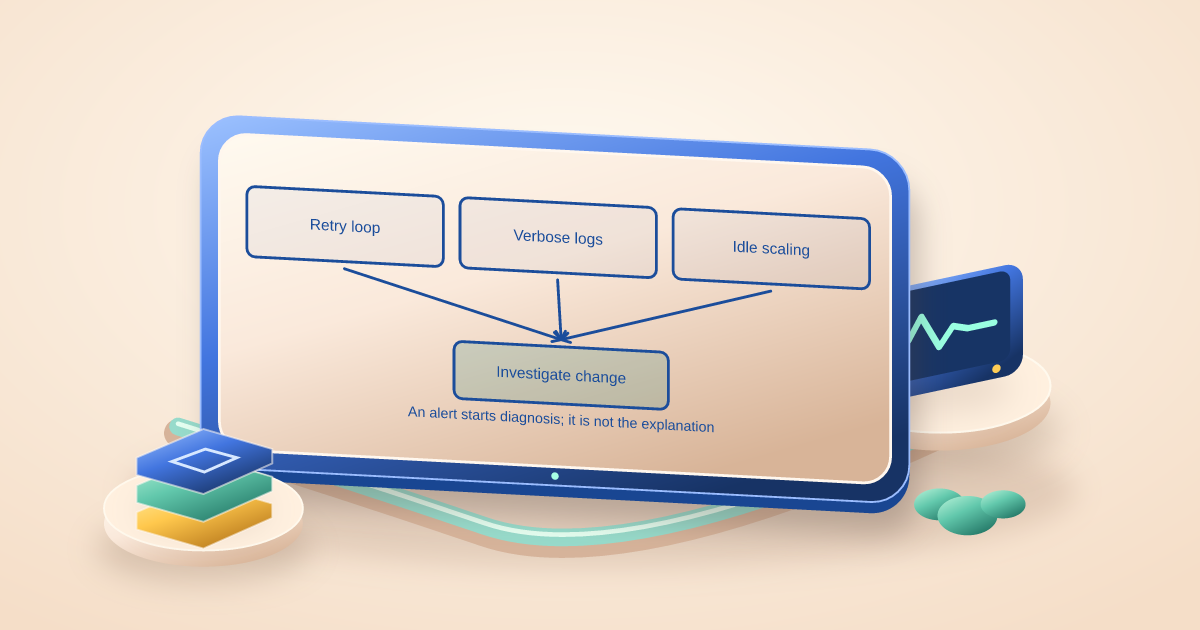 Retry loop
Verbose logs
Idle scaling
Investigate change
An alert starts diagnosis; it is not the explanation